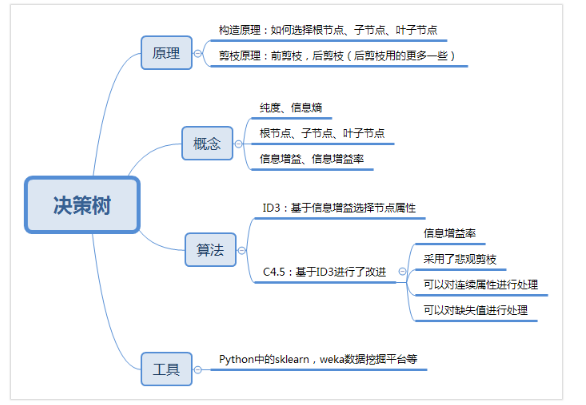 决策树
原理
构造原理：如何选择根节点、子节点、叶子节点
剪枝原理：前剪枝，后剪枝（后剪枝用的更多一些）
概念
纯度、信息熵
根节点、子节点、叶子节点
信息增益、信息增益率
算法
ID3：基于信息增益选择节点属性
C4.5：基于ID3进行了改进
信息增益率
采用了悲观剪枝
可以对连续属性进行处理
可以对缺失值进行处理
工具
Python中的sklearn，weka数据挖掘平台等